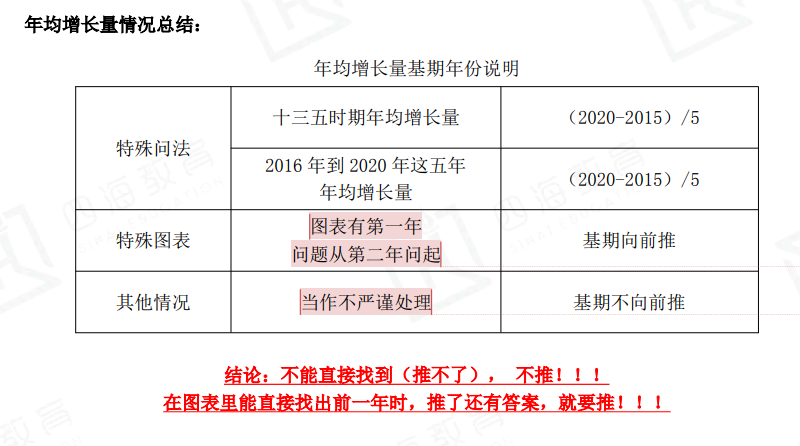 年均增长量情况总结：
年均增长量基期年份说明
特殊问法
十三五时期年均增长量
（2020-2015）/5
2016 年到 2020 年这五年
年均增长量
（2020-2015）/5
特殊图表
图表有第一年
问题从第二年问起
基期向前推
其他情况
当作不严谨处理
基期不向前推
结论：不能直接找到（推不了）， 不推！！！
在图表里能直接找出前一年时，推了还有答案，就要推！！！
四海教育